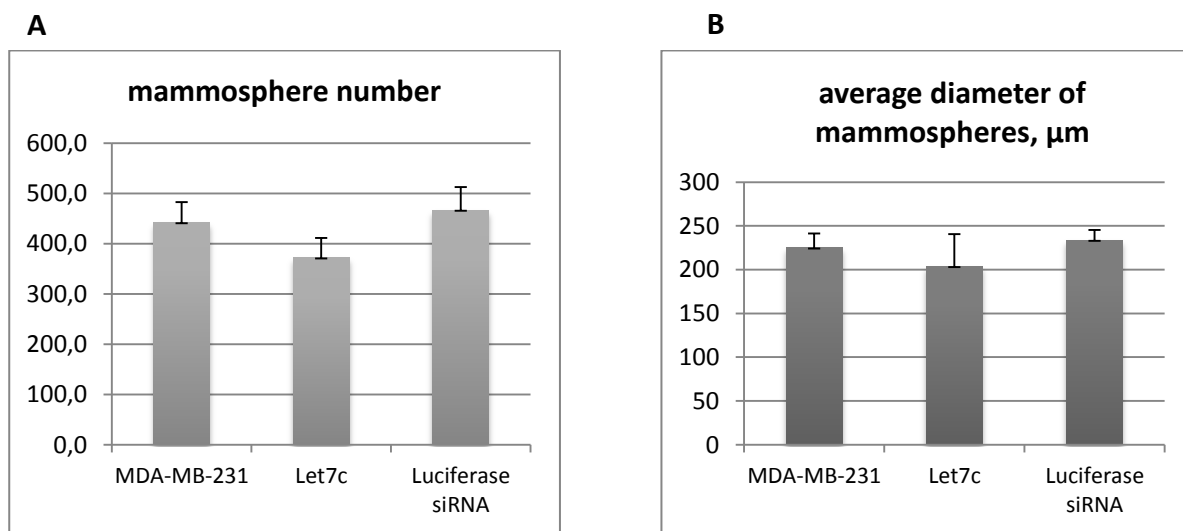 A
mammosphere number
600,0
500,0
400,0
300,0
200,0
100,0
0,0
MDA-MB-231 Let7c Luciferase
siRNA
B
average diameter of
mammospheres, µm
300
250
200
150
100
50
0
MDA-MB-231 Let7c Luciferase
siRNA